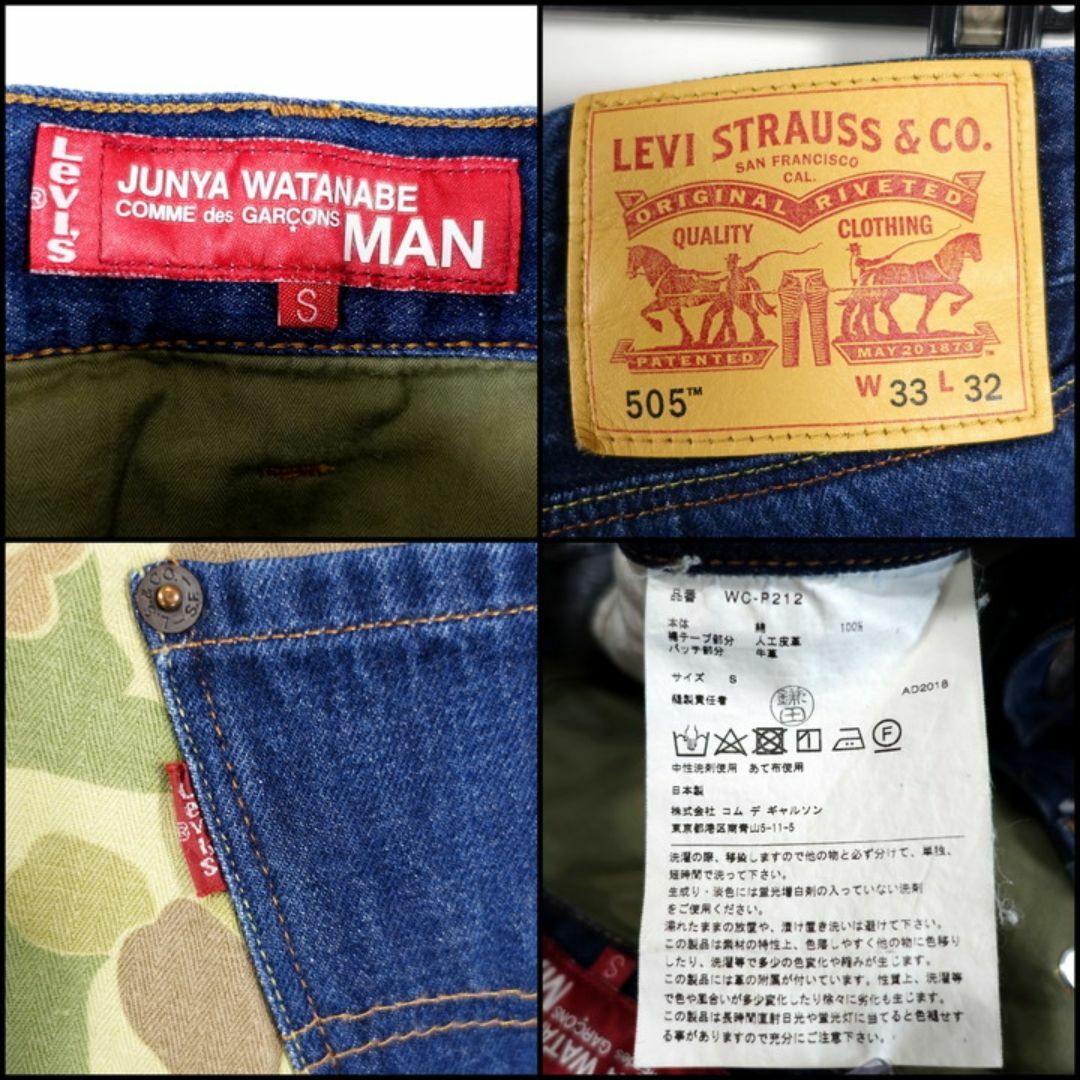 Levi's
®
JUNYA WATANABE
COMME des GARÇONS
MAN
S
LEVI STRAUSS & CO.
SAN FRANCISCO
CAL.
ORIGINAL RIVETED
QUALITY CLOTHING
PATENTED MAY 20 1873
505™ W 33 L 32
L.S. & CO. S.F.
Levi's
®
品番 WC-P212
本体 綿 100%
裾テープ部分 人工皮革
パッチ部分 牛革
サイズ S
縫製責任者 鎌田
AD2018
中性洗剤使用 あて布使用
日本製
株式会社 コム デ ギャルソン
東京都港区南青山5-11-5
洗濯の際、移染しますので他の物と必ず分けて、単独、
短時間で洗って下さい。
生成り・淡色には蛍光増白剤の入っていない洗剤
をご使用ください。
濡れたままの放置や、漬け置き洗いは避けて下さい。
この製品は素材の特性上、色落しやすく他の物に色移り
したり、洗濯等で多少の色変化や縮みが生じます。
この製品には革の附属が付いています。性質上、洗濯等
で色や風合いが多少変化したり徐々に劣化も生じます。
この製品は長時間直射日光や蛍光灯に当てると色褪せす
る事がありますので充分にご注意下さい。
S
MAN
WATAN
des GARÇONS